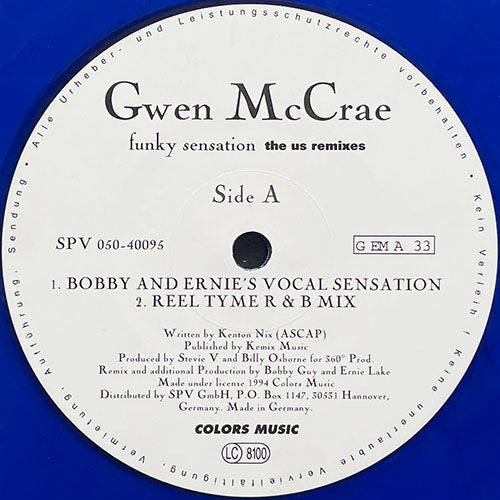 Alle Urheber- und Leistungsschutzrechte vorbehalten · Kein Verleih! Keine unerlaubte Vervielfältigung, Vermietung, Aufführung, Sendung ·
Gwen McCrae
funky sensation the us remixes
Side A
SPV 050-40095
GEMA 33
1. BOBBY AND ERNIE'S VOCAL SENSATION
2. REEL TYME R & B MIX
Written by Kenton Nix (ASCAP)
Published by Kemix Music
Produced by Stevie V and Billy Osborne for 360° Prod.
Remix and additional Production by Bobby Guy and Ernie Lake
Made under license 1994 Colors Music
Distributed by SPV GmbH, P.O. Box 1147, 30531 Hannover,
Germany. Made in Germany.
COLORS MUSIC
LC 8100